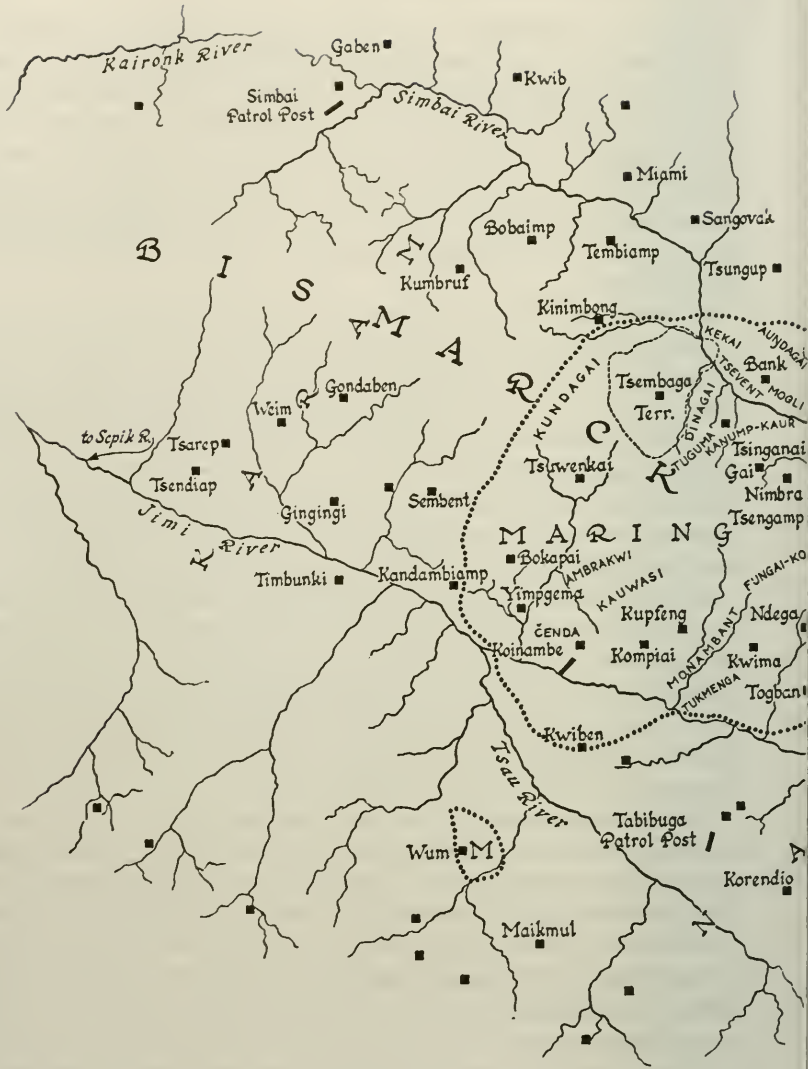 Kaironk River
Gaben
Simbai
Patrol Post
Simbai River
Kwib
Miami
Sangovak
Tsungup
Bobaimp
Tembiamp
Kumbruf
Kinimbong
BISMARCK
M
KEKAI
AUNDAGAI
TSEVENT
MOGLI
Bank
KUNDAGAI
Tsembaga
Terr.
DINAGAI
TUGUMA
KANUMP-KAUR
Tsinganai
Gai
Nimbra
Tsengamp
Gondaben
Weim
KARA
to Sepik R.
Tsarep
Tsendiap
Jimi River
Gingingi
Sembent
Timbunki
Kandambiamp
Tsuwenkai
MARING
Bokapai
AMBRAKWI
Yimpgema
KAUWASI
FUNGAI-KO
ČENDA
Koinambe
Kupfeng
Kompiai
MONAMBANT
Ndega
Kwima
TUKMENGA
Togban
Kwiben
Tsau River
Tabibuga
Patrol Post
Wum
M
Korendio
Maikmul
N
A